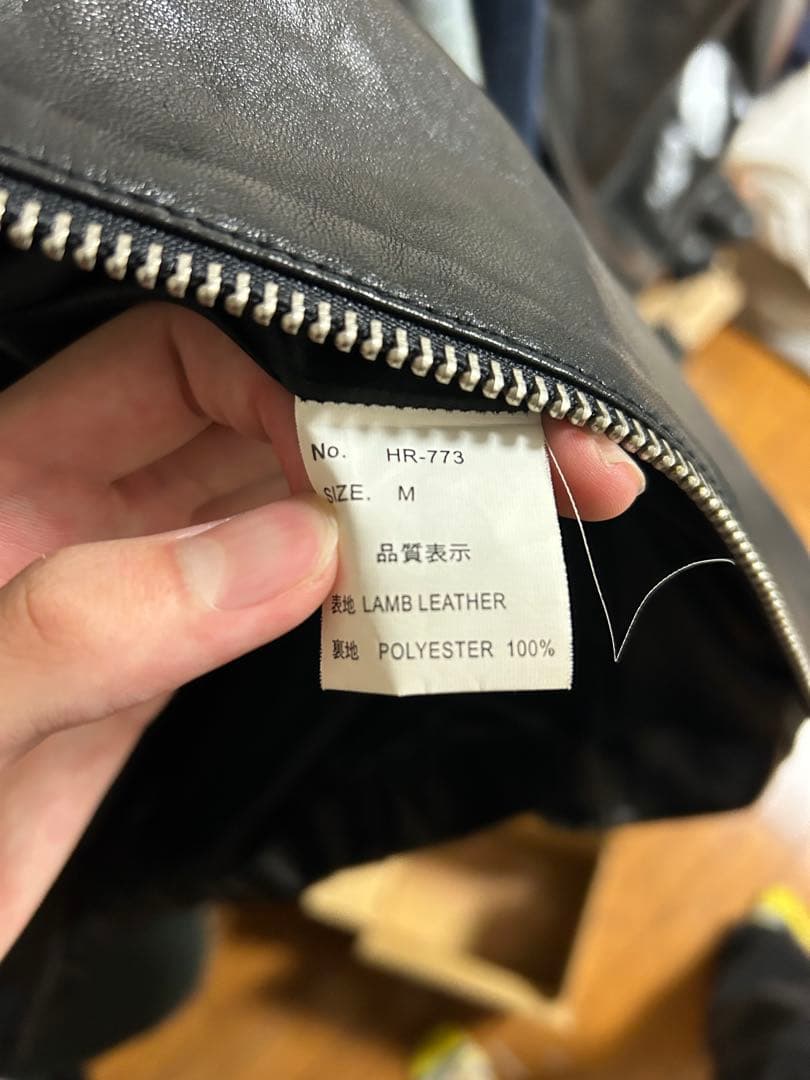 No. HR-773
SIZE. M
品質表示
表地 LAMB LEATHER
裏地 POLYESTER 100%